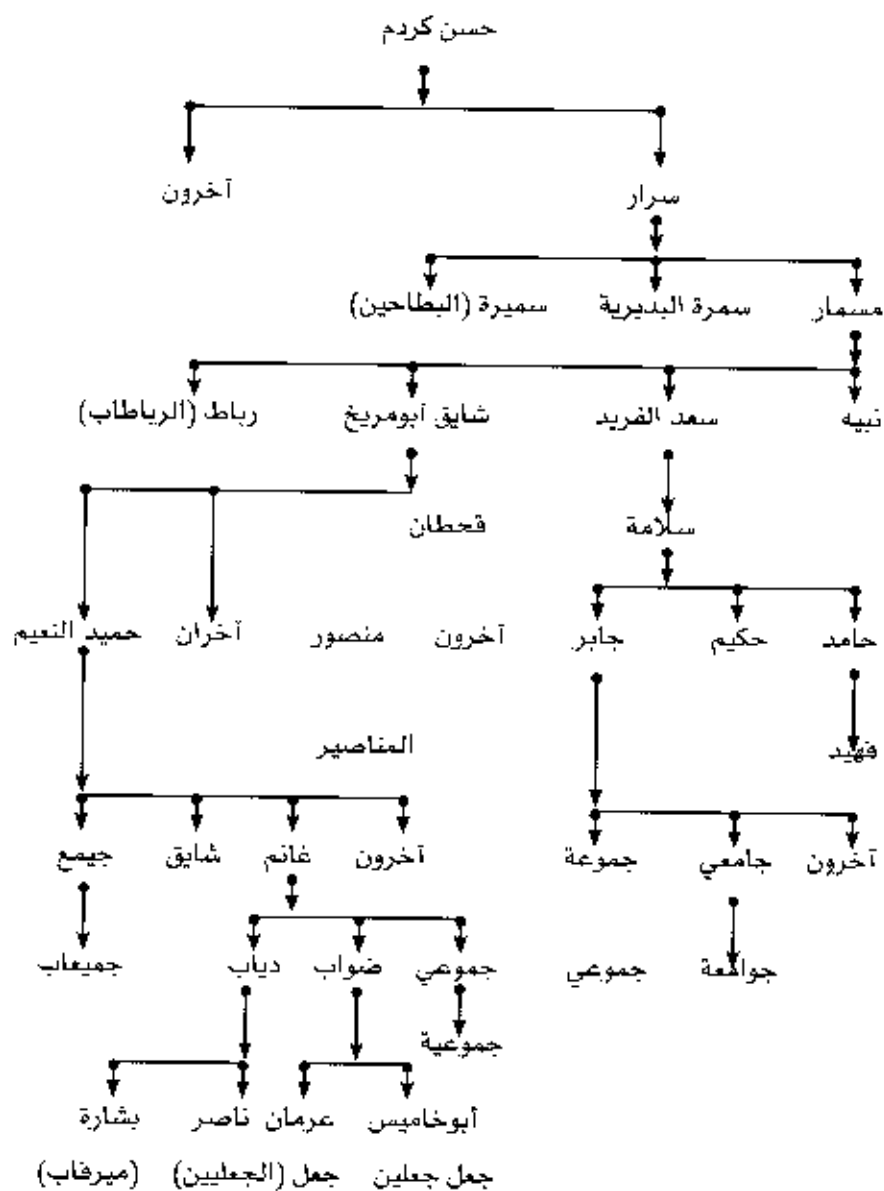 حسن كردم
سرار آخرون
مسمار سمرة البديرية سميرة (البطاحين)
نبيه سعد الفريد شايق أبومريخ رباط (الرباطاب)
سلامة قحطان
حامد حكيم جابر آخرون منصور آخران حميد النعيم
فهيد المناصير
آخرون جامعي جموعة آخرون غانم شايق جيمع
جوامعة جموعي جموعي ضواب دياب جميعاب
جموعية
أبوخاميس عرمان ناصر بشارة
جعل جعلين جعل (الجعليين) (ميرفاب)